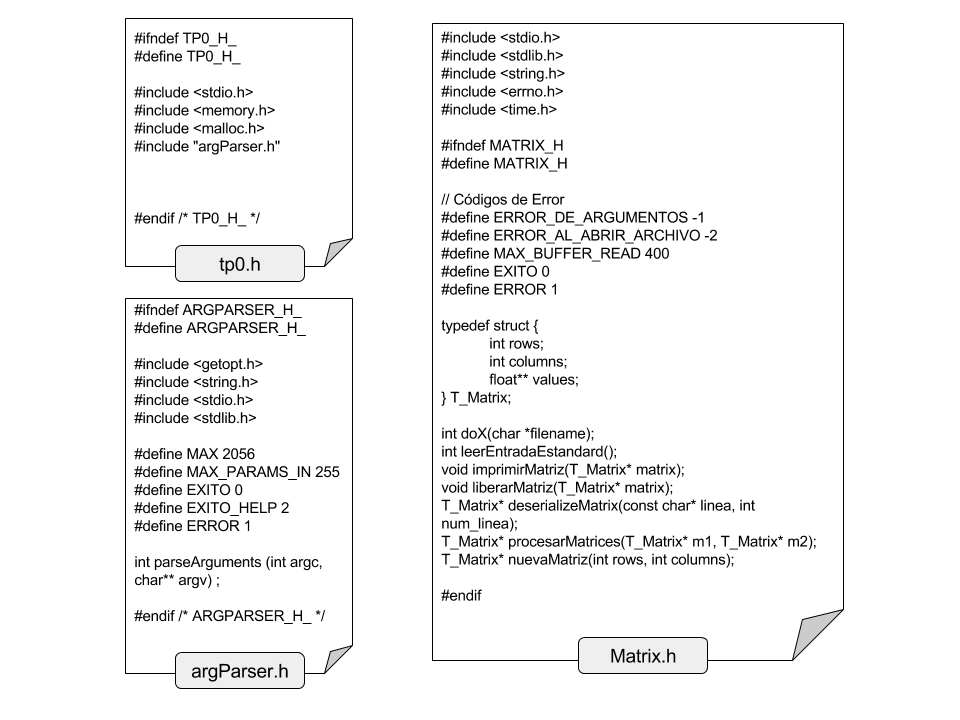 #ifndef TP0_H_
#define TP0_H_
#include <stdio.h>
#include <memory.h>
#include <malloc.h>
#include "argParser.h"
#endif /* TP0_H_ */
tp0.h
#ifndef ARGPARSER_H_
#define ARGPARSER_H_
#include <getopt.h>
#include <string.h>
#include <stdio.h>
#include <stdlib.h>
#define MAX 2056
#define MAX_PARAMS_IN 255
#define EXITO 0
#define EXITO_HELP 2
#define ERROR 1
int parseArguments (int argc,
char** argv) ;
#endif /* ARGPARSER_H_ */
argParser.h
#include <stdio.h>
#include <stdlib.h>
#include <string.h>
#include <errno.h>
#include <time.h>
#ifndef MATRIX_H
#define MATRIX_H
// Códigos de Error
#define ERROR_DE_ARGUMENTOS -1
#define ERROR_AL_ABRIR_ARCHIVO -2
#define MAX_BUFFER_READ 400
#define EXITO 0
#define ERROR 1
typedef struct {
int rows;
int columns;
float** values;
} T_Matrix;
int doX(char *filename);
int leerEntradaEstandard();
void imprimirMatriz(T_Matrix* matrix);
void liberarMatriz(T_Matrix* matrix);
T_Matrix* deserializeMatrix(const char* linea, int
num_linea);
T_Matrix* procesarMatrices(T_Matrix* m1, T_Matrix* m2);
T_Matrix* nuevaMatriz(int rows, int columns);
#endif
Matrix.h